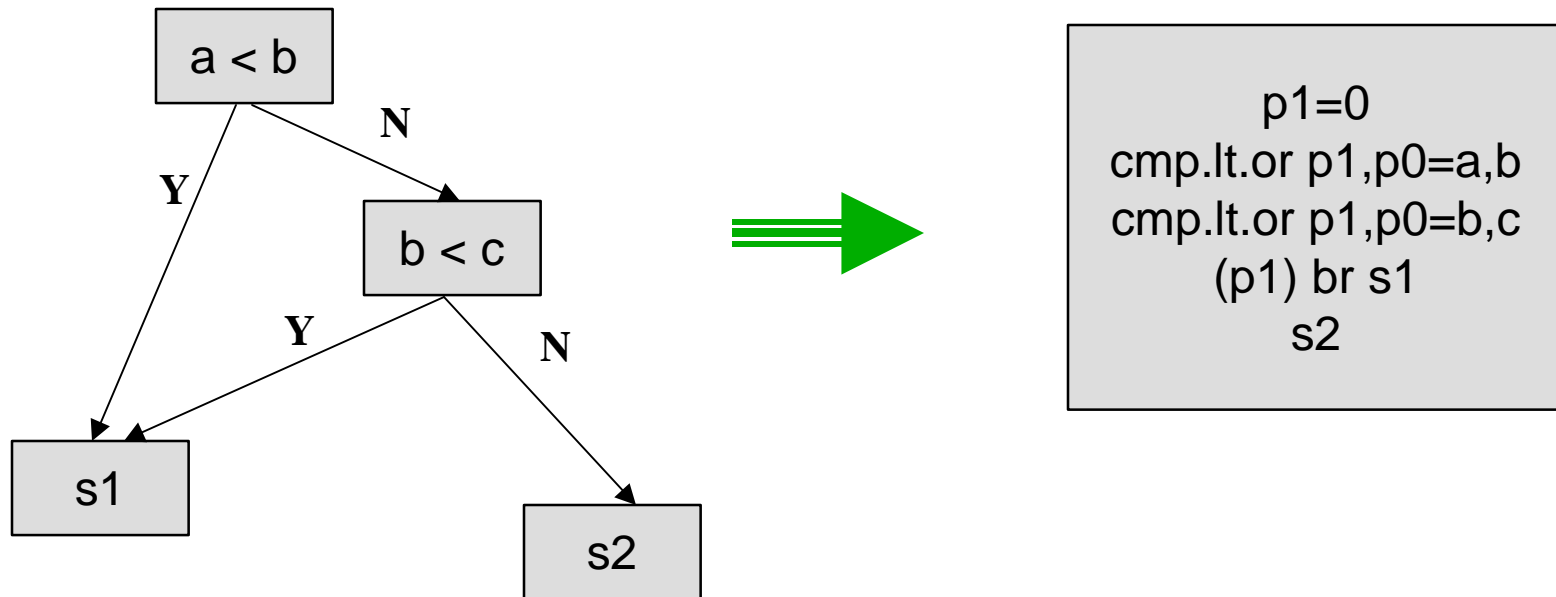 a < b
N
Y
b < c
Y
N
s1
s2
p1=0
cmp.lt.or p1,p0=a,b
cmp.lt.or p1,p0=b,c
(p1) br s1
s2